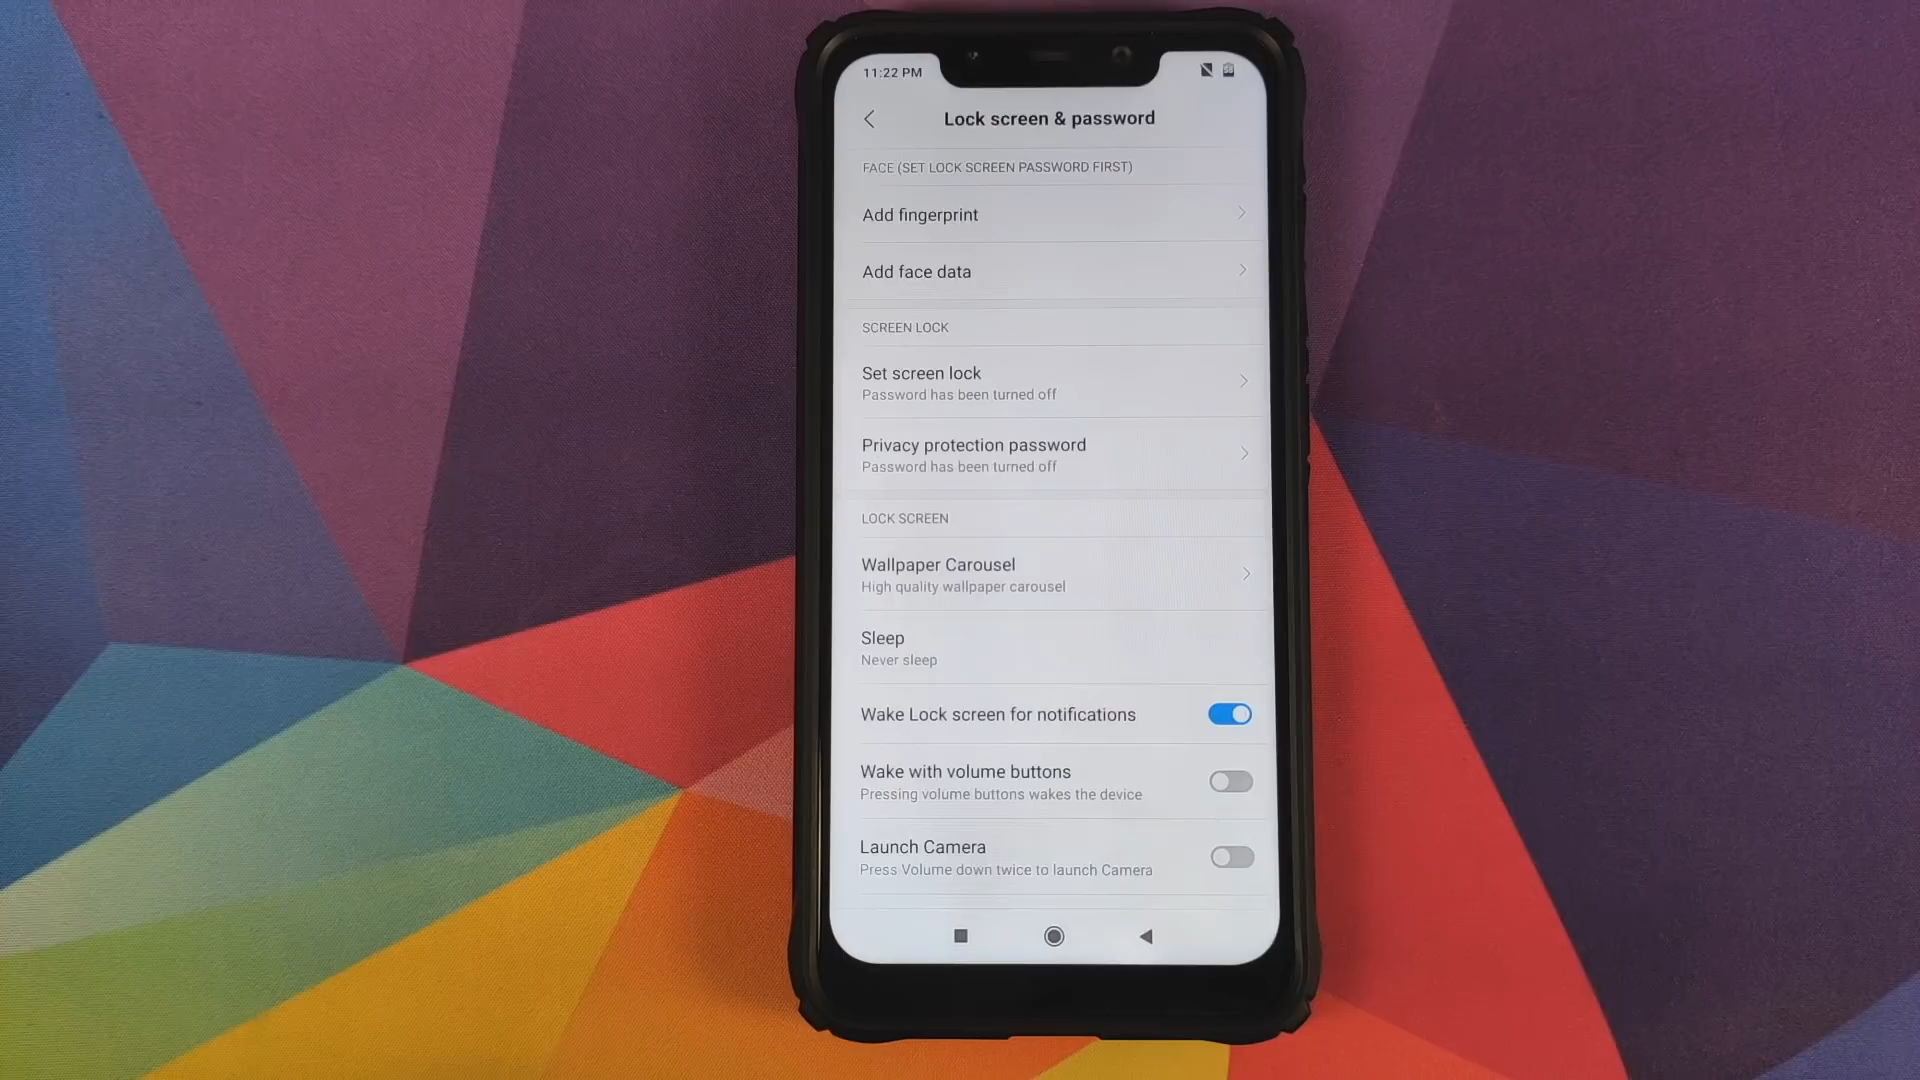 11:22 PM
Lock screen & password
FACE (SET LOCK SCREEN PASSWORD FIRST)
Add fingerprint
Add face data
SCREEN LOCK
Set screen lock
Password has been turned off
Privacy protection password
Password has been turned off
LOCK SCREEN
Wallpaper Carousel
High quality wallpaper carousel
Sleep
Never sleep
Wake Lock screen for notifications
Wake with volume buttons
Pressing volume buttons wakes the device
Launch Camera
Press Volume down twice to launch Camera